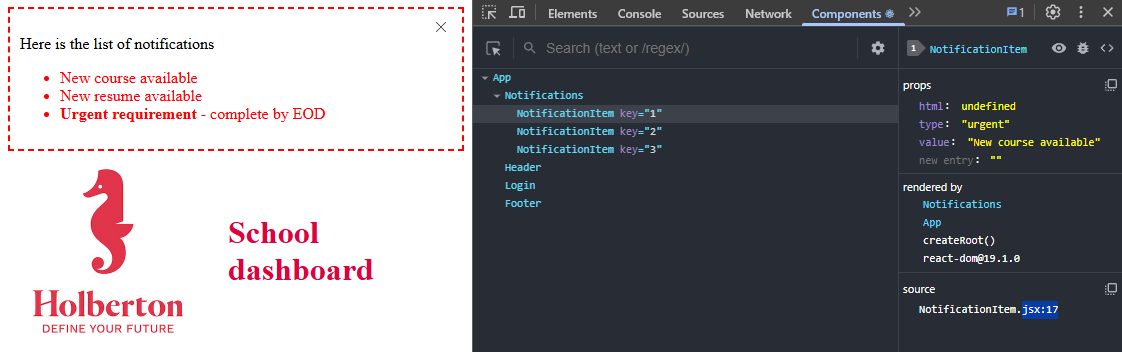 Here is the list of notifications
New course available
New resume available
Urgent requirement - complete by EOD
School
dashboard
Holberton
DEFINE YOUR FUTURE
Elements Console Sources Network Components 1
Search (text or /regex/)
App
Notifications
NotificationItem key="1"
NotificationItem key="2"
NotificationItem key="3"
Header
Login
Footer
1 NotificationItem
props
html: undefined
type: "urgent"
value: "New course available"
new entry: ""
rendered by
Notifications
App
createRoot()
react-dom@19.1.0
source
NotificationItem.jsx:17